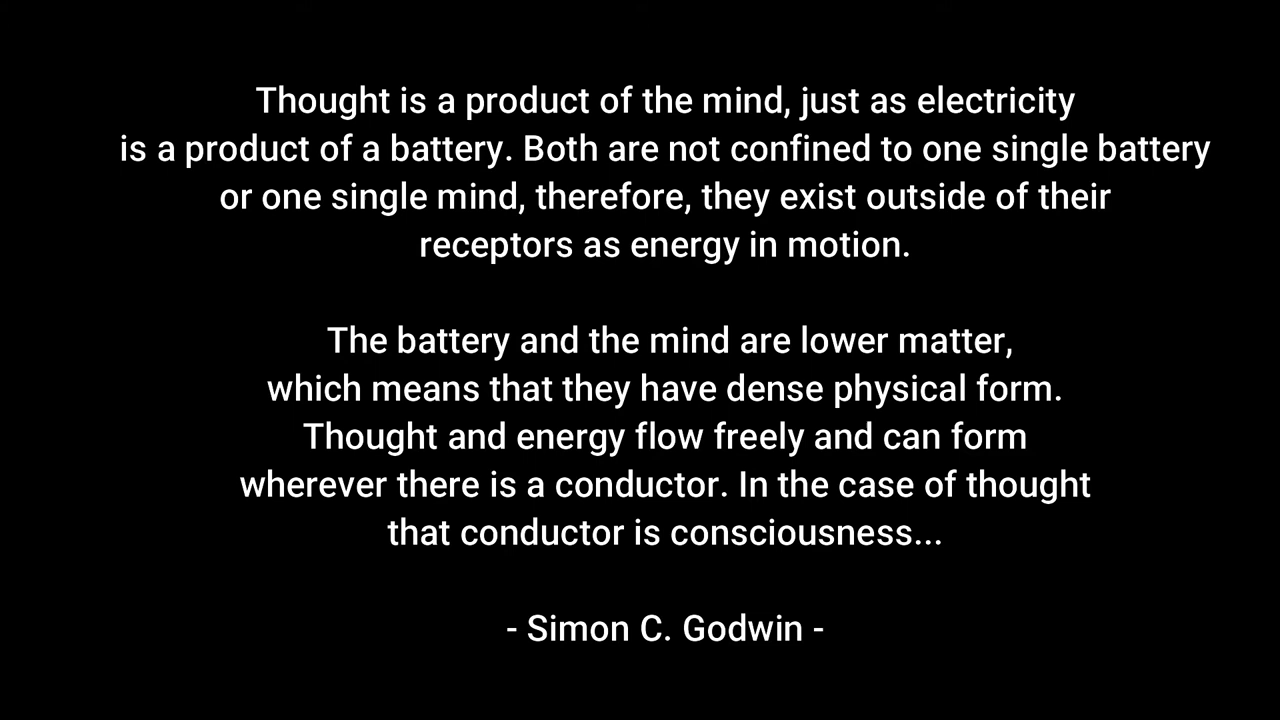 Thought is a product of the mind, just as electricity
is a product of a battery. Both are not confined to one single battery
or one single mind, therefore, they exist outside of their
receptors as energy in motion.
The battery and the mind are lower matter,
which means that they have dense physical form.
Thought and energy flow freely and can form
wherever there is a conductor. In the case of thought
that conductor is consciousness...
- Simon C. Godwin -